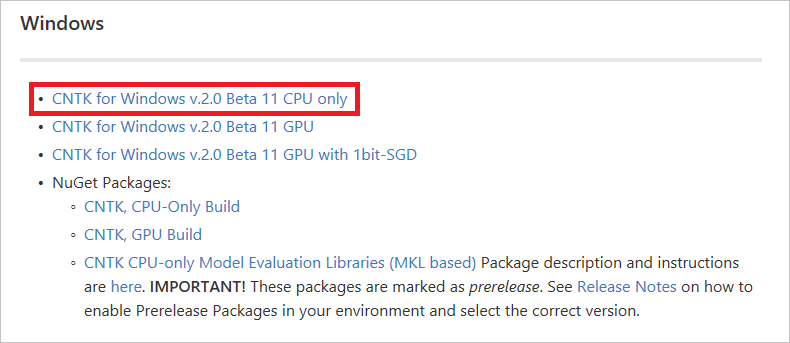 Windows
• CNTK for Windows v.2.0 Beta 11 CPU only
• CNTK for Windows v.2.0 Beta 11 GPU
• CNTK for Windows v.2.0 Beta 11 GPU with 1bit-SGD
• NuGet Packages:
◦ CNTK, CPU-Only Build
◦ CNTK, GPU Build
◦ CNTK CPU-only Model Evaluation Libraries (MKL based) Package description and instructions
are here. IMPORTANT! These packages are marked as prerelease. See Release Notes on how to
enable Prerelease Packages in your environment and select the correct version.